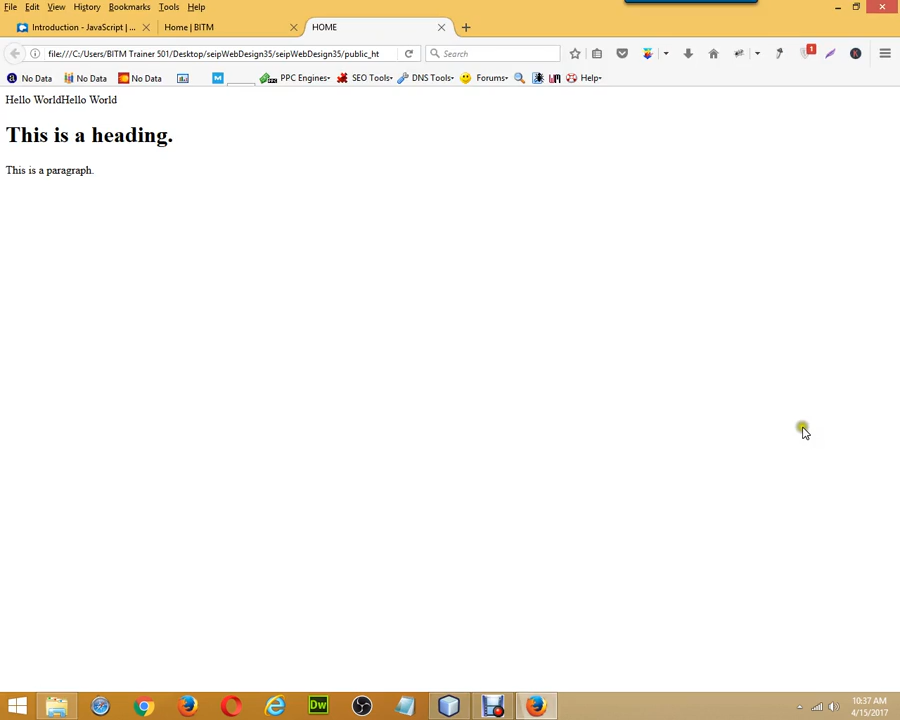 File Edit View History Bookmarks Tools Help
Introduction - JavaScript | ... Home | BITM HOME
file:///C:/Users/BITM Trainer 501/Desktop/seipWebDesign35/seipWebDesign35/public_ht Search 1
No Data No Data No Data M PPC Engines SEO Tools DNS Tools Forums Help
Hello WorldHello World
This is a heading.
This is a paragraph.
Dw 10:37 AM
4/15/2017